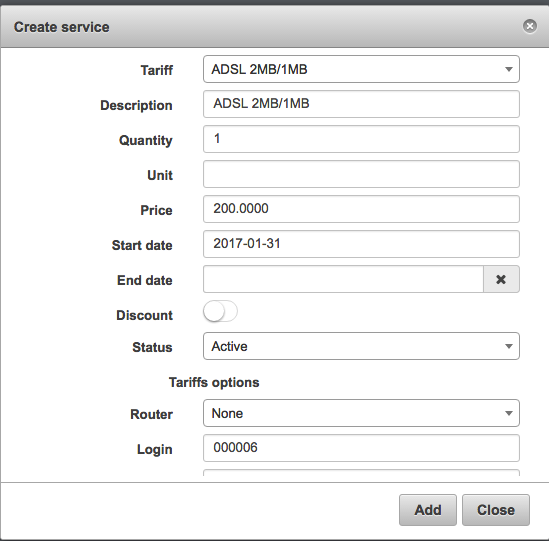 Create service
Tariff ADSL 2MB/1MB
Description ADSL 2MB/1MB
Quantity 1
Unit
Price 200.0000
Start date 2017-01-31
End date
Discount
Status Active
Tariffs options
Router None
Login 000006
Add Close